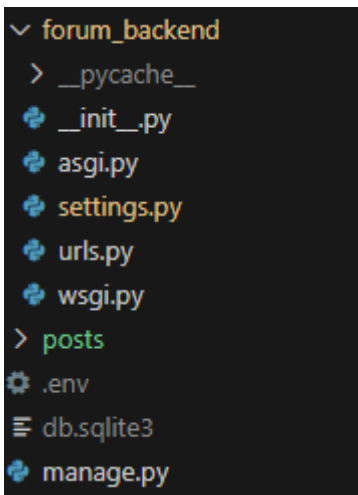 forum_backend
__pycache__
__init__.py
asgi.py
settings.py
urls.py
wsgi.py
posts
.env
db.sqlite3
manage.py